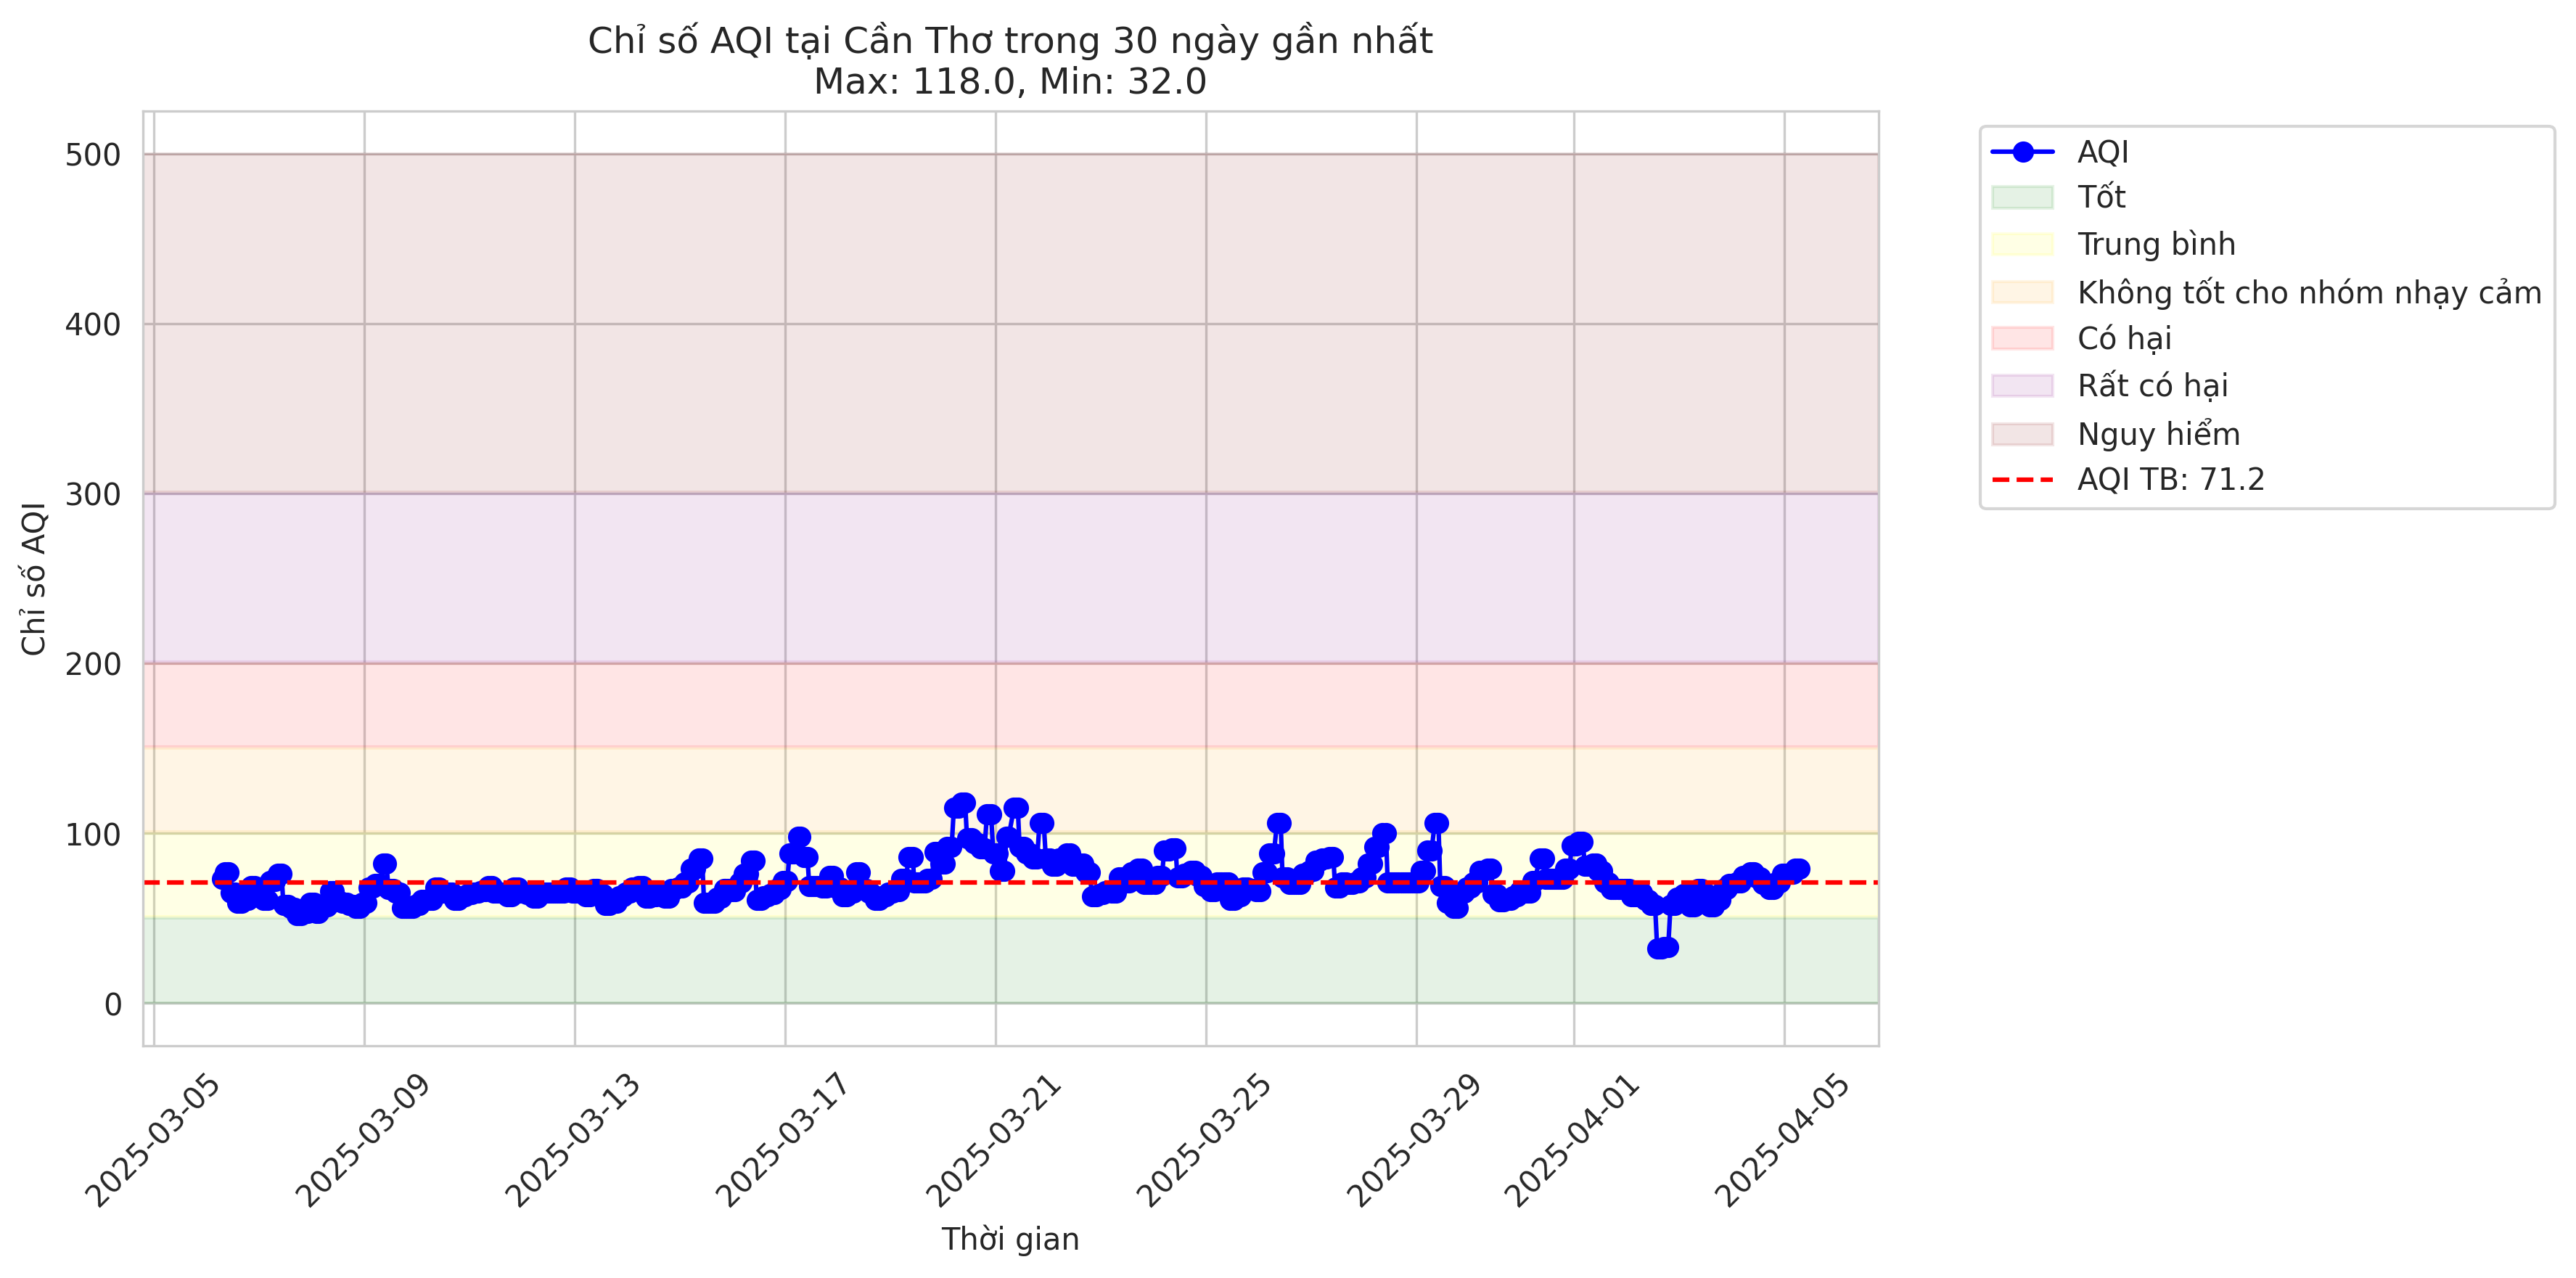 Chỉ số AQI tại Cần Thơ trong 30 ngày gần nhất
Max: 118.0, Min: 32.0
Chỉ số AQI
500
400
300
200
100
0
2025-03-05
2025-03-09
2025-03-13
2025-03-17
2025-03-21
2025-03-25
2025-03-29
2025-04-01
2025-04-05
Thời gian
AQI
Tốt
Trung bình
Không tốt cho nhóm nhạy cảm
Có hại
Rất có hại
Nguy hiểm
AQI TB: 71.2